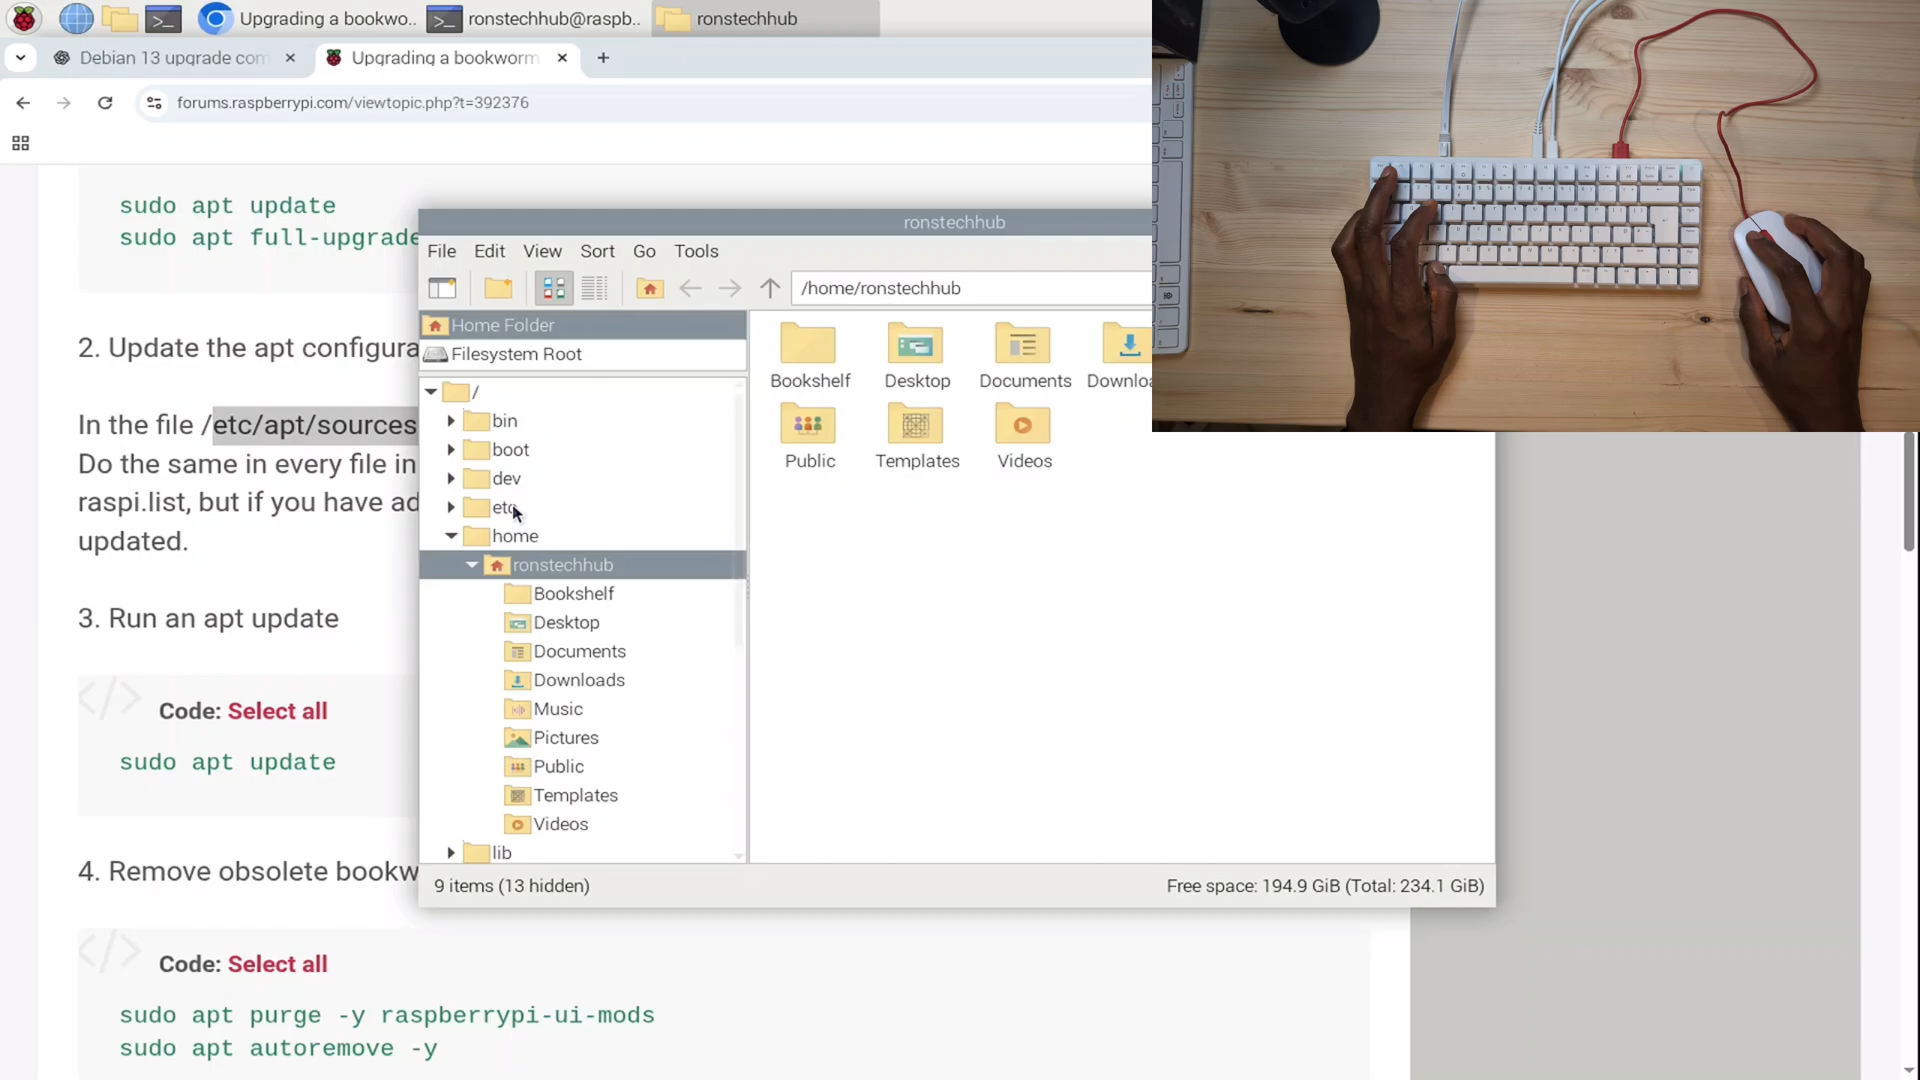 Upgrading a bookwo..
ronstechhub@raspb..
ronstechhub
Debian 13 upgrade com
Upgrading a bookworm
forums.raspberrypi.com/viewtopic.php?t=392376
sudo apt update
sudo apt full-upgrade
2. Update the apt configura
In the file /etc/apt/sources
Do the same in every file in
raspi.list, but if you have ad
updated.
3. Run an apt update
Code: Select all
sudo apt update
4. Remove obsolete bookw
Code: Select all
sudo apt purge -y raspberrypi-ui-mods
sudo apt autoremove -y
ronstechhub
File Edit View Sort Go Tools
/home/ronstechhub
Home Folder
Filesystem Root
/
bin
boot
dev
etc
home
ronstechhub
Bookshelf
Desktop
Documents
Downloads
Music
Pictures
Public
Templates
Videos
lib
Bookshelf Desktop Documents Downloa
Public Templates Videos
9 items (13 hidden)
Free space: 194.9 GiB (Total: 234.1 GiB)